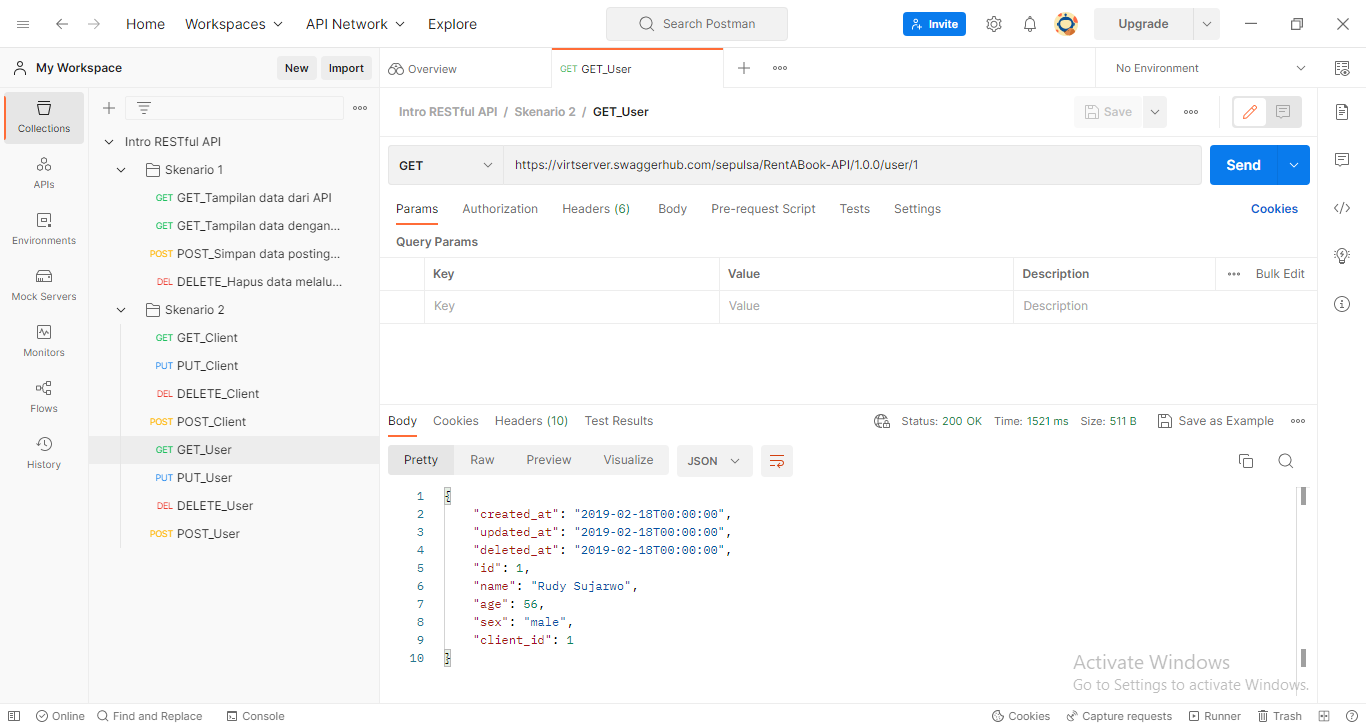 Home Workspaces API Network Explore Search Postman Invite Upgrade
My Workspace New Import Overview GET GET_User No Environment
Collections
APIs
Environments
Mock Servers
Monitors
Flows
History
Intro RESTful API
Skenario 1
GET GET_Tampilan data dari API
GET GET_Tampilan data dengan...
POST POST_Simpan data posting...
DEL DELETE_Hapus data melalu...
Skenario 2
GET GET_Client
PUT PUT_Client
DEL DELETE_Client
POST POST_Client
GET GET_User
PUT PUT_User
DEL DELETE_User
POST POST_User
Intro RESTful API / Skenario 2 / GET_User Save
GET https://virtserver.swaggerhub.com/sepulsa/RentABook-API/1.0.0/user/1 Send
Params Authorization Headers (6) Body Pre-request Script Tests Settings Cookies
Query Params
Key Value Description Bulk Edit
Key Value Description
Body Cookies Headers (10) Test Results Status: 200 OK Time: 1521 ms Size: 511 B Save as Example
Pretty Raw Preview Visualize JSON
1 {
2 "created_at": "2019-02-18T00:00:00",
3 "updated_at": "2019-02-18T00:00:00",
4 "deleted_at": "2019-02-18T00:00:00",
5 "id": 1,
6 "name": "Rudy Sujarwo",
7 "age": 56,
8 "sex": "male",
9 "client_id": 1
10 }
Activate Windows
Go to Settings to activate Windows.
Online Find and Replace Console Cookies Capture requests Runner Trash